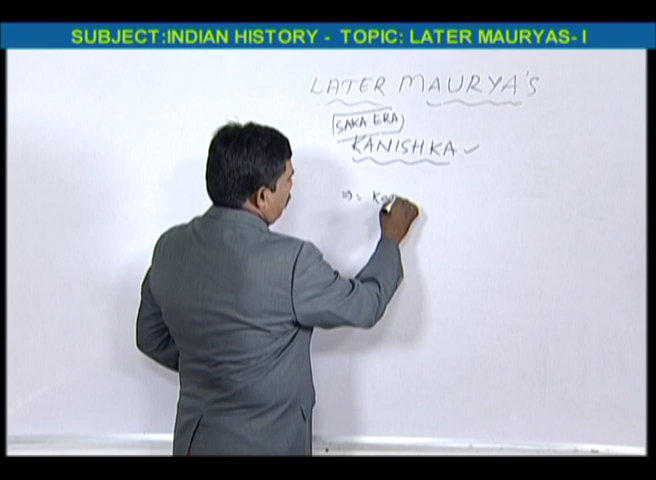 SUBJECT:INDIAN HISTORY - TOPIC: LATER MAURYAS- I
LATER MAURYA'S
SAKA ERA
KANISHKA